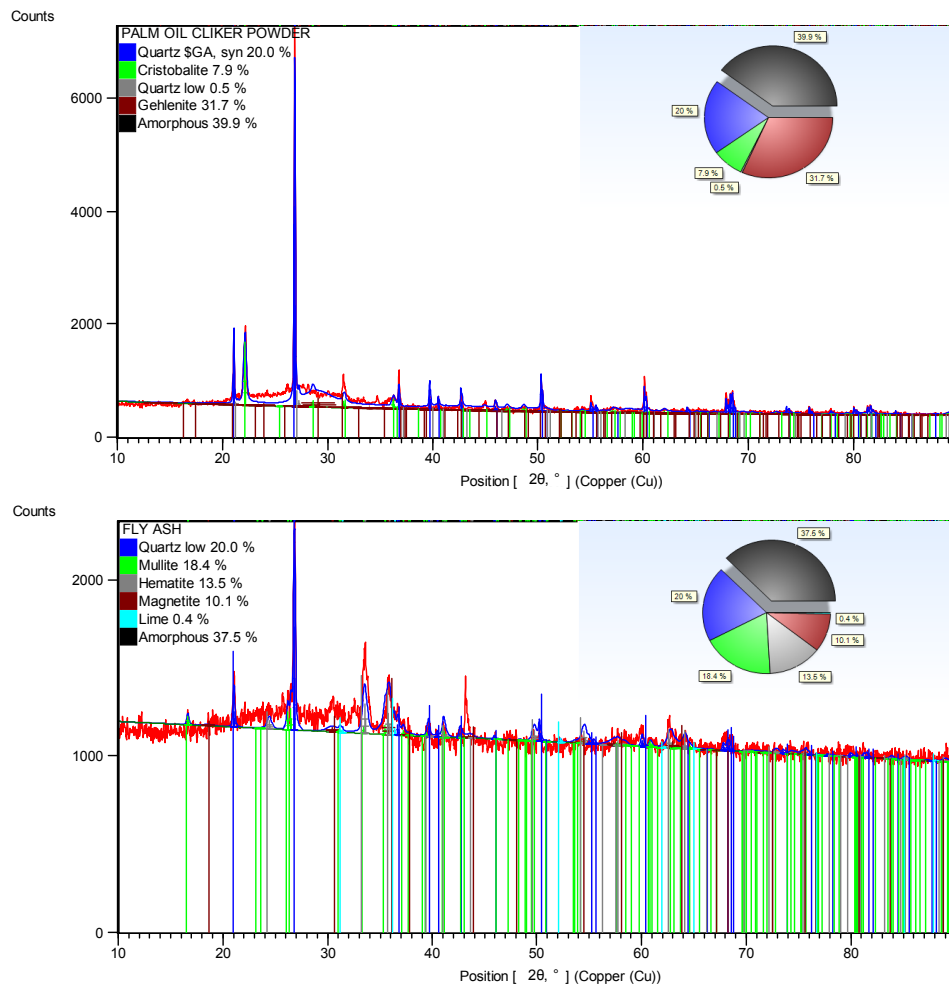 Counts
PALM OIL CLIKER POWDER
Quartz $GA, syn 20.0 %
Cristobalite 7.9 %
Quartz low 0.5 %
Gehlenite 31.7 %
Amorphous 39.9 %
39.9 %
20 %
7.9 %
0.5 %
31.7 %
6000
4000
2000
0
10 20 30 40 50 60 70 80
Position [ 2θ, ° ] (Copper (Cu))
Counts
FLY ASH
Quartz low 20.0 %
Mullite 18.4 %
Hematite 13.5 %
Magnetite 10.1 %
Lime 0.4 %
Amorphous 37.5 %
37.5 %
20 %
0.4 %
10.1 %
18.4 %
13.5 %
2000
1000
0
10 20 30 40 50 60 70 80
Position [ 2θ, ° ] (Copper (Cu))